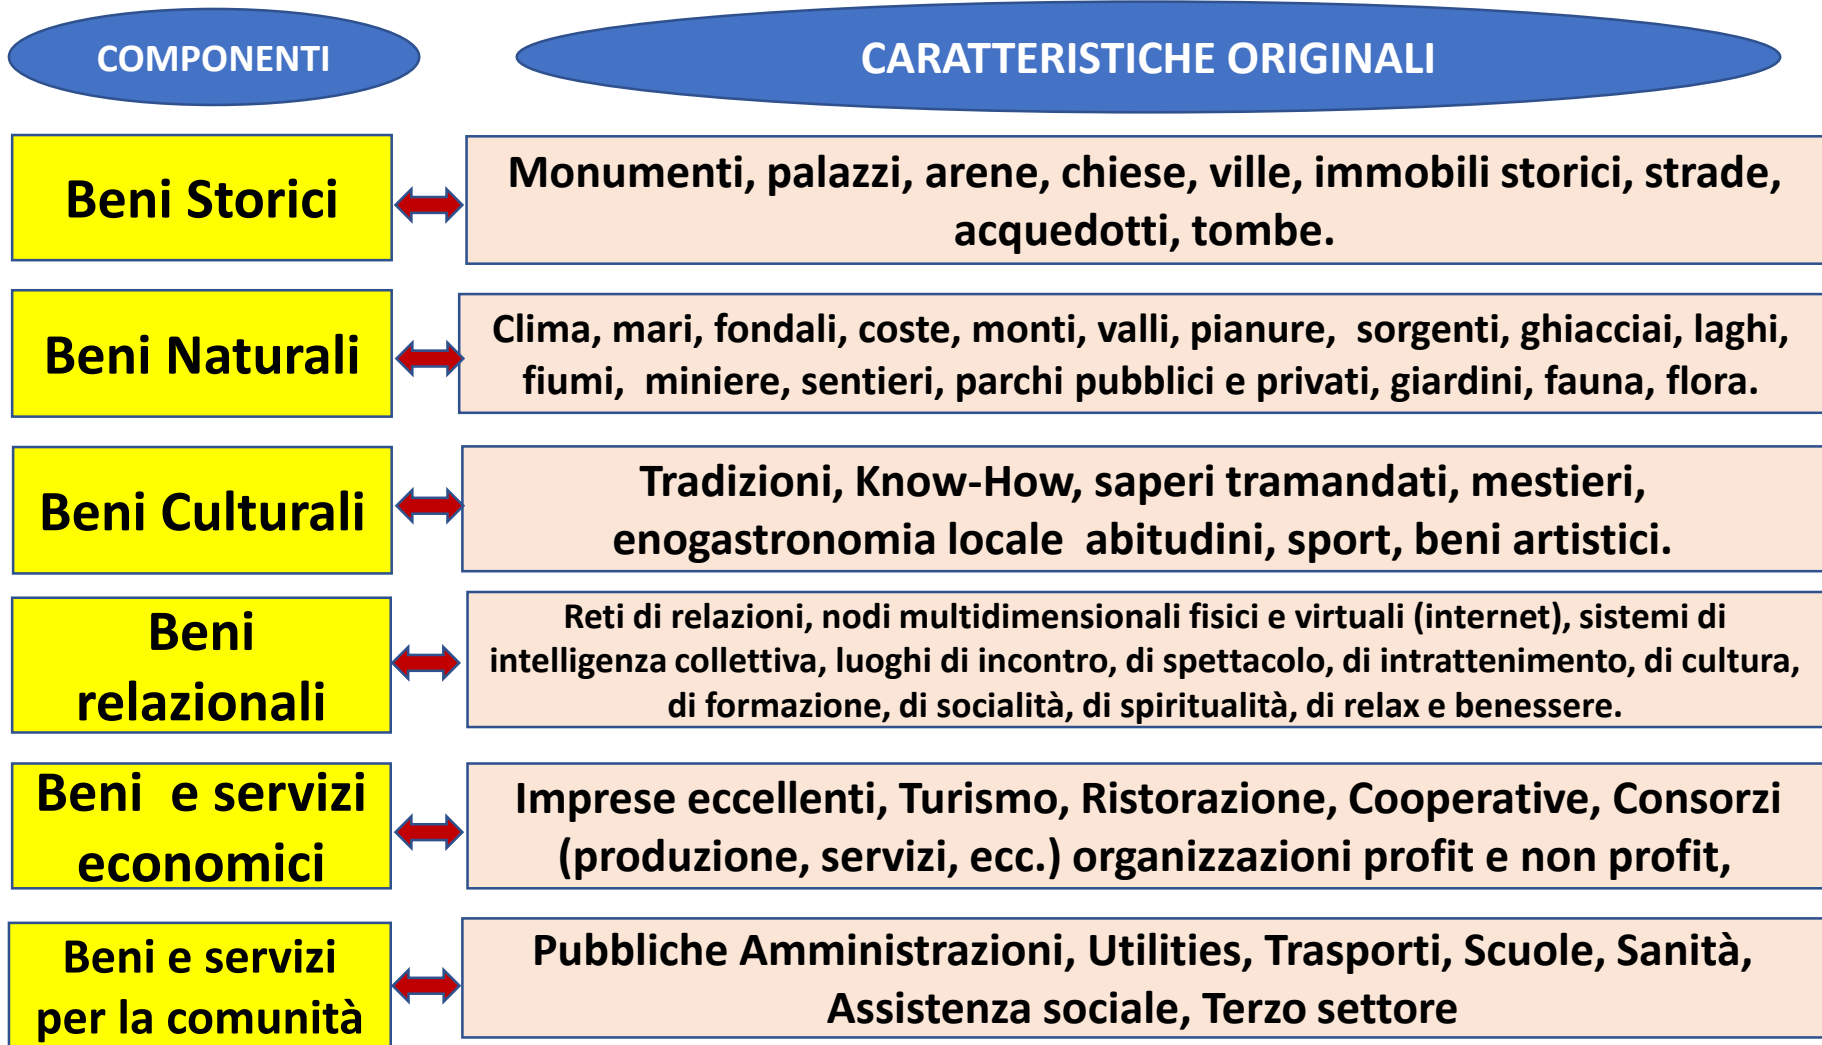 COMPONENTI
CARATTERISTICHE ORIGINALI
Beni Storici
Monumenti, palazzi, arene, chiese, ville, immobili storici, strade,
acquedotti, tombe.
Beni Naturali
Clima, mari, fondali, coste, monti, valli, pianure, sorgenti, ghiacciai, laghi,
fiumi, miniere, sentieri, parchi pubblici e privati, giardini, fauna, flora.
Beni Culturali
Tradizioni, Know-How, saperi tramandati, mestieri,
enogastronomia locale abitudini, sport, beni artistici.
Beni
relazionali
Reti di relazioni, nodi multidimensionali fisici e virtuali (internet), sistemi di
intelligenza collettiva, luoghi di incontro, di spettacolo, di intrattenimento, di cultura,
di formazione, di socialità, di spiritualità, di relax e benessere.
Beni e servizi
economici
Imprese eccellenti, Turismo, Ristorazione, Cooperative, Consorzi
(produzione, servizi, ecc.) organizzazioni profit e non profit,
Beni e servizi
per la comunità
Pubbliche Amministrazioni, Utilities, Trasporti, Scuole, Sanità,
Assistenza sociale, Terzo settore